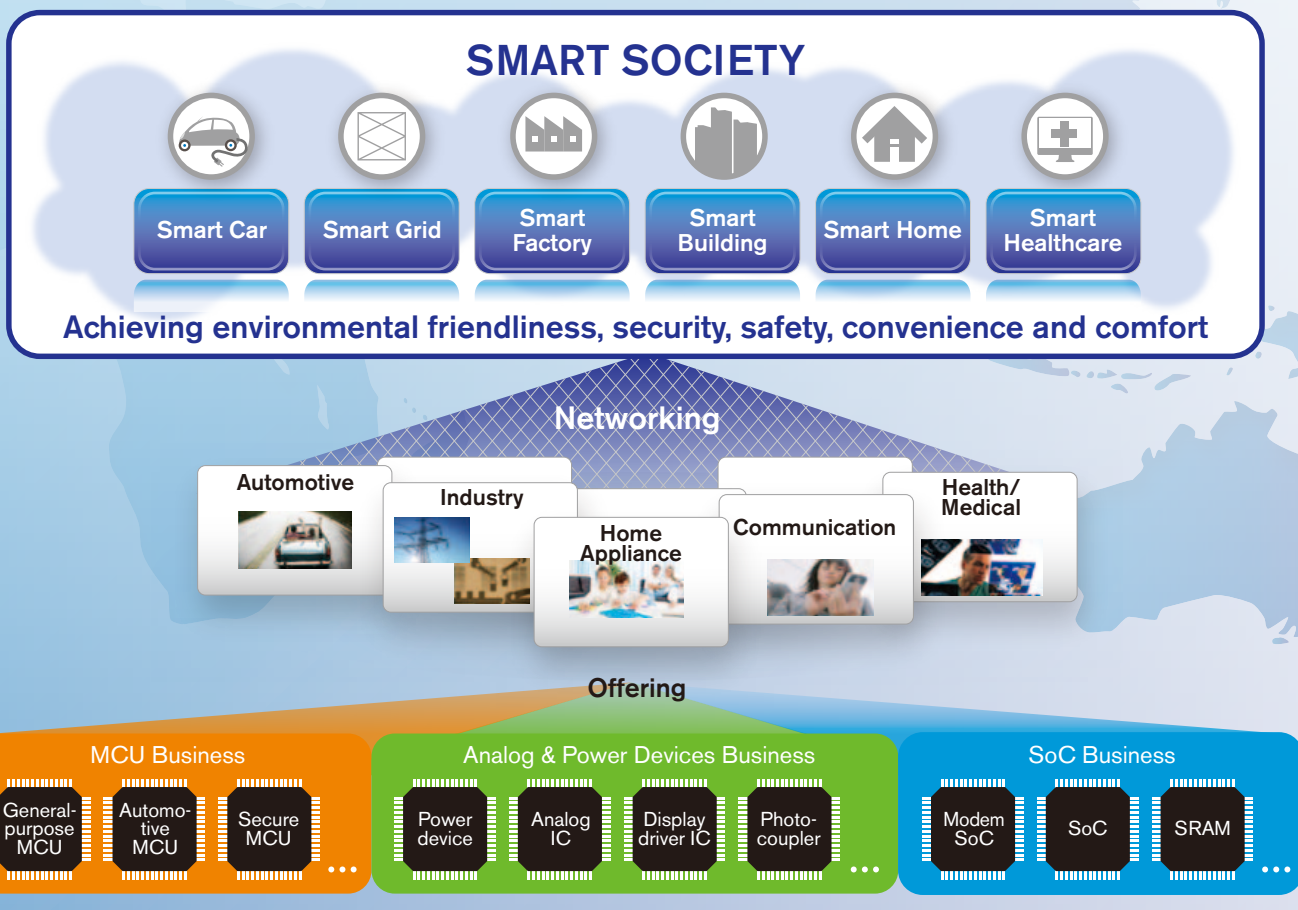 SMART SOCIETY
Smart Car
Smart Grid
Smart
Factory
Smart
Building
Smart Home
Smart
Healthcare
Achieving environmental friendliness, security, safety, convenience and comfort
Networking
Automotive
Industry
Home
Appliance
Communication
Health/
Medical
Offering
MCU Business
General-
purpose
MCU
Automo-
tive
MCU
Secure
MCU
...
Analog & Power Devices Business
Power
device
Analog
IC
Display
driver IC
Photo-
coupler
...
SoC Business
Modem
SoC
SoC
SRAM
...